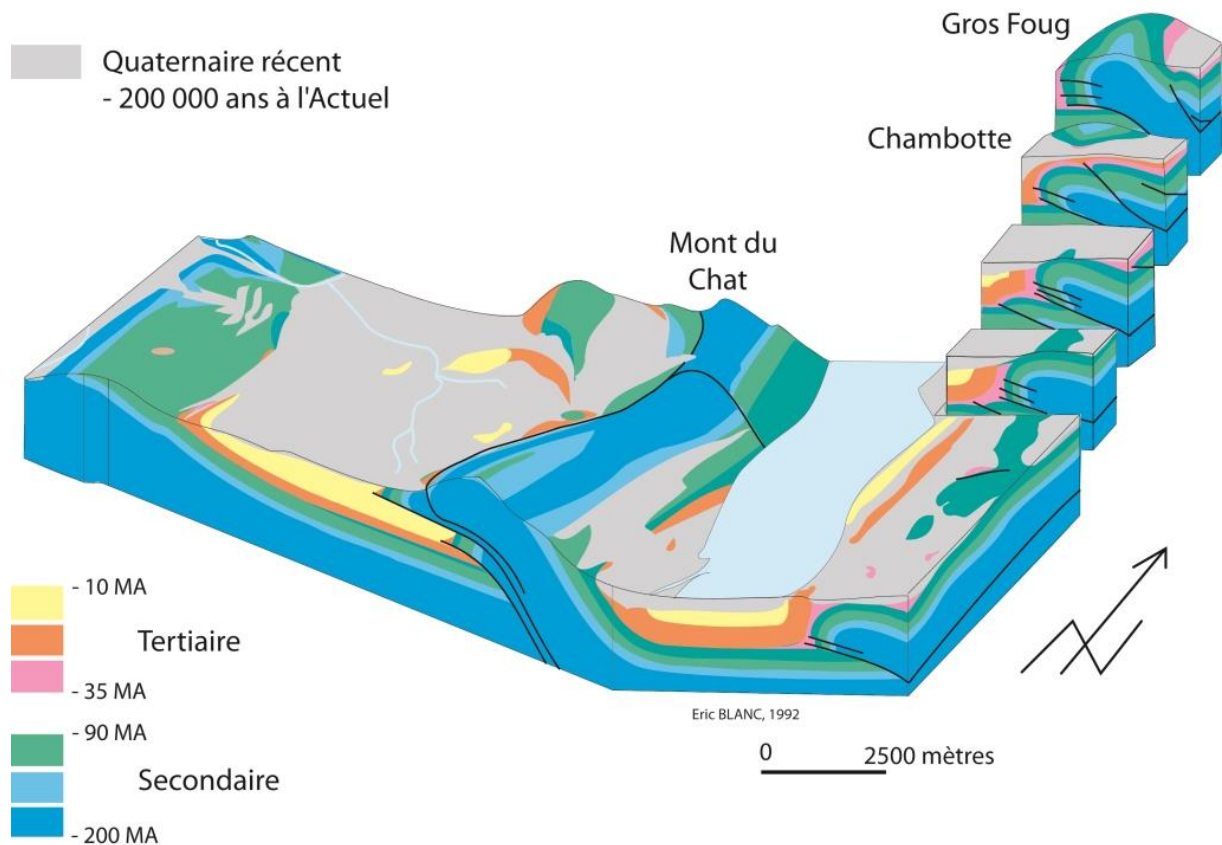 Gros Foug
Quaternaire récent
- 200 000 ans à l'Actuel
Chambotte
Mont du
Chat
- 10 MA
Tertiaire
- 35 MA
- 90 MA
Secondaire
- 200 MA
Eric BLANC, 1992
0 2500 mètres
N